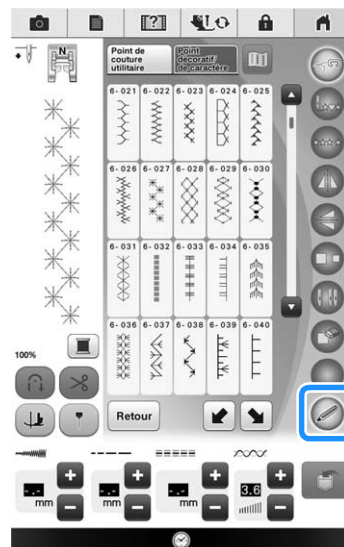 N
Point de
couture
utilitaire
Point
décoratif
de caractère
6-021 6-022 6-023 6-024 6-025
6-026 6-027 6-028 6-029 6-030
6-031 6-032 6-033 6-034 6-035
6-036 6-037 6-038 6-039 6-040
100%
Retour
-.- mm
-.- mm
-.- mm
3.6